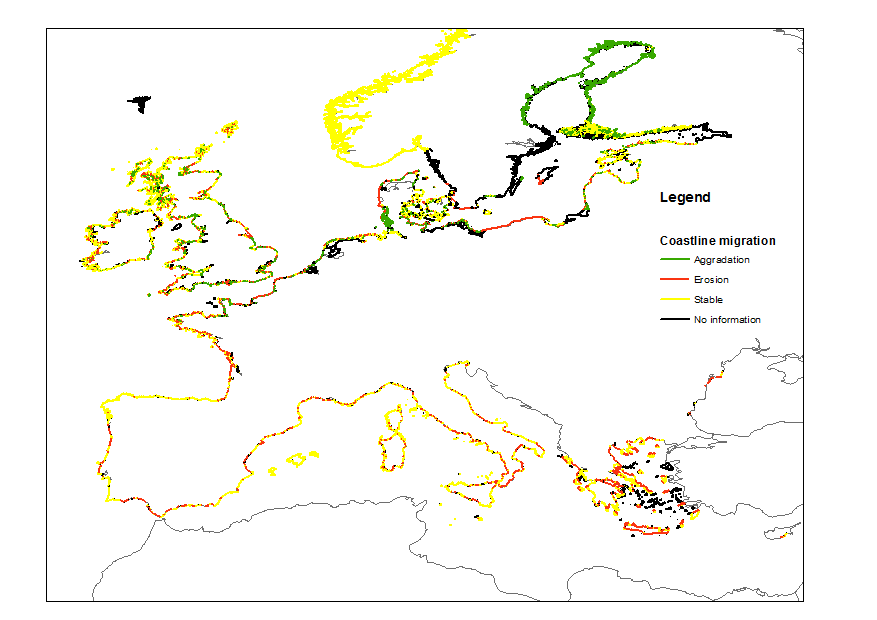 Legend
Coastline migration
Aggradation
Erosion
Stable
No information